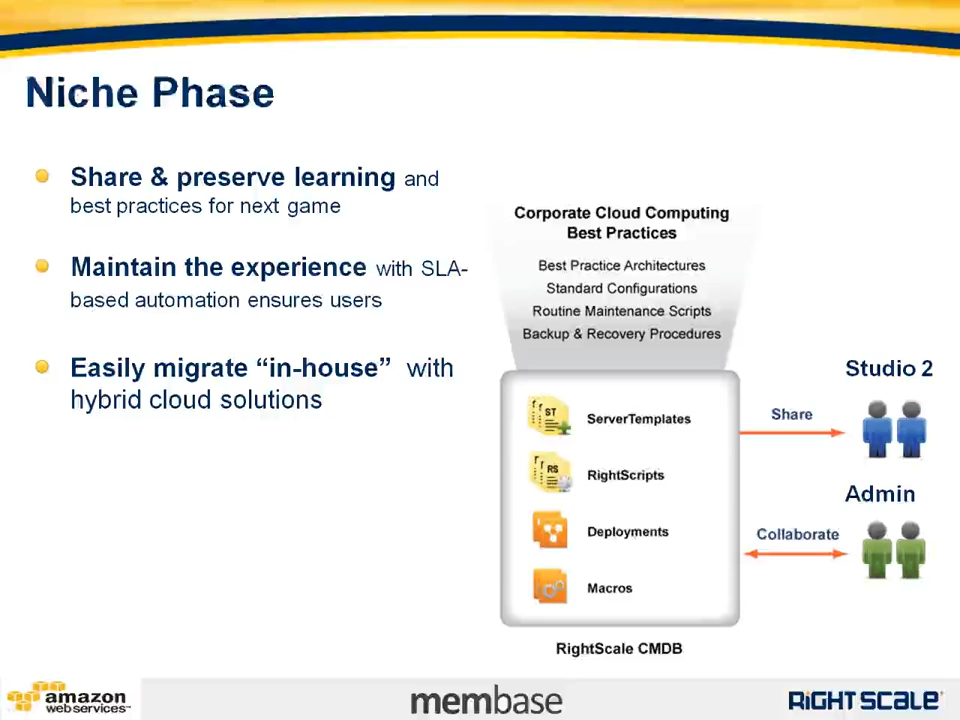 Niche Phase
Share & preserve learning and
best practices for next game
Maintain the experience with SLA-
based automation ensures users
Easily migrate “in-house” with
hybrid cloud solutions
Corporate Cloud Computing
Best Practices
Best Practice Architectures
Standard Configurations
Routine Maintenance Scripts
Backup & Recovery Procedures
ST
ServerTemplates
RS
RightScripts
Deployments
Macros
RightScale CMDB
Studio 2
Share
Admin
Collaborate
amazon
web services™
membase
RIGHTSCALE